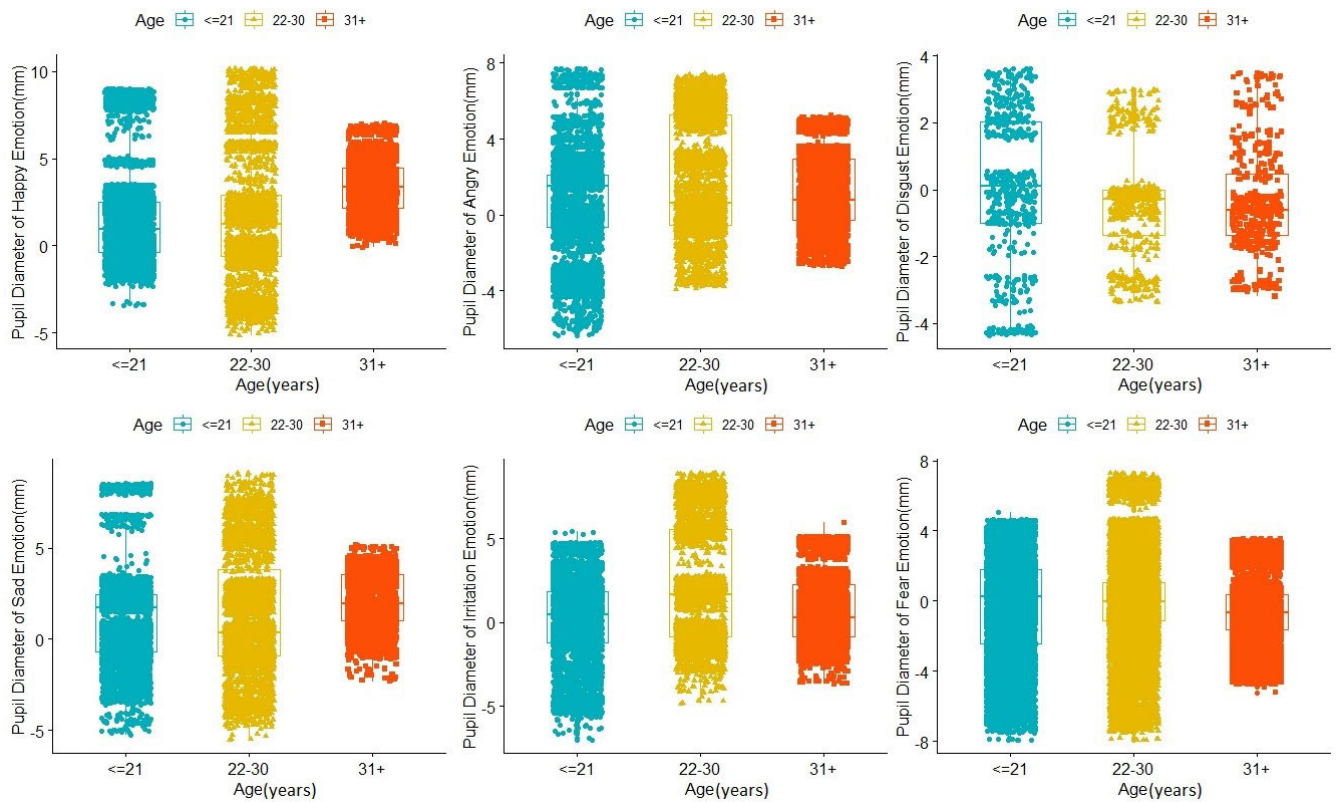 Age <=21 22-30 31+
Pupil Diameter of Happy Emotion(mm)
10
5
0
-5
<=21 22-30 31+
Age(years)
Age <=21 22-30 31+
Pupil Diameter of Angry Emotion(mm)
8
4
0
-4
<=21 22-30 31+
Age(years)
Age <=21 22-30 31+
Pupil Diameter of Disgust Emotion(mm)
4
2
0
-2
-4
<=21 22-30 31+
Age(years)
Age <=21 22-30 31+
Pupil Diameter of Sad Emotion(mm)
5
0
-5
<=21 22-30 31+
Age(years)
Age <=21 22-30 31+
Pupil Diameter of Irritation Emotion(mm)
5
0
-5
<=21 22-30 31+
Age(years)
Age <=21 22-30 31+
Pupil Diameter of Fear Emotion(mm)
8
4
0
-4
-8
<=21 22-30 31+
Age(years)